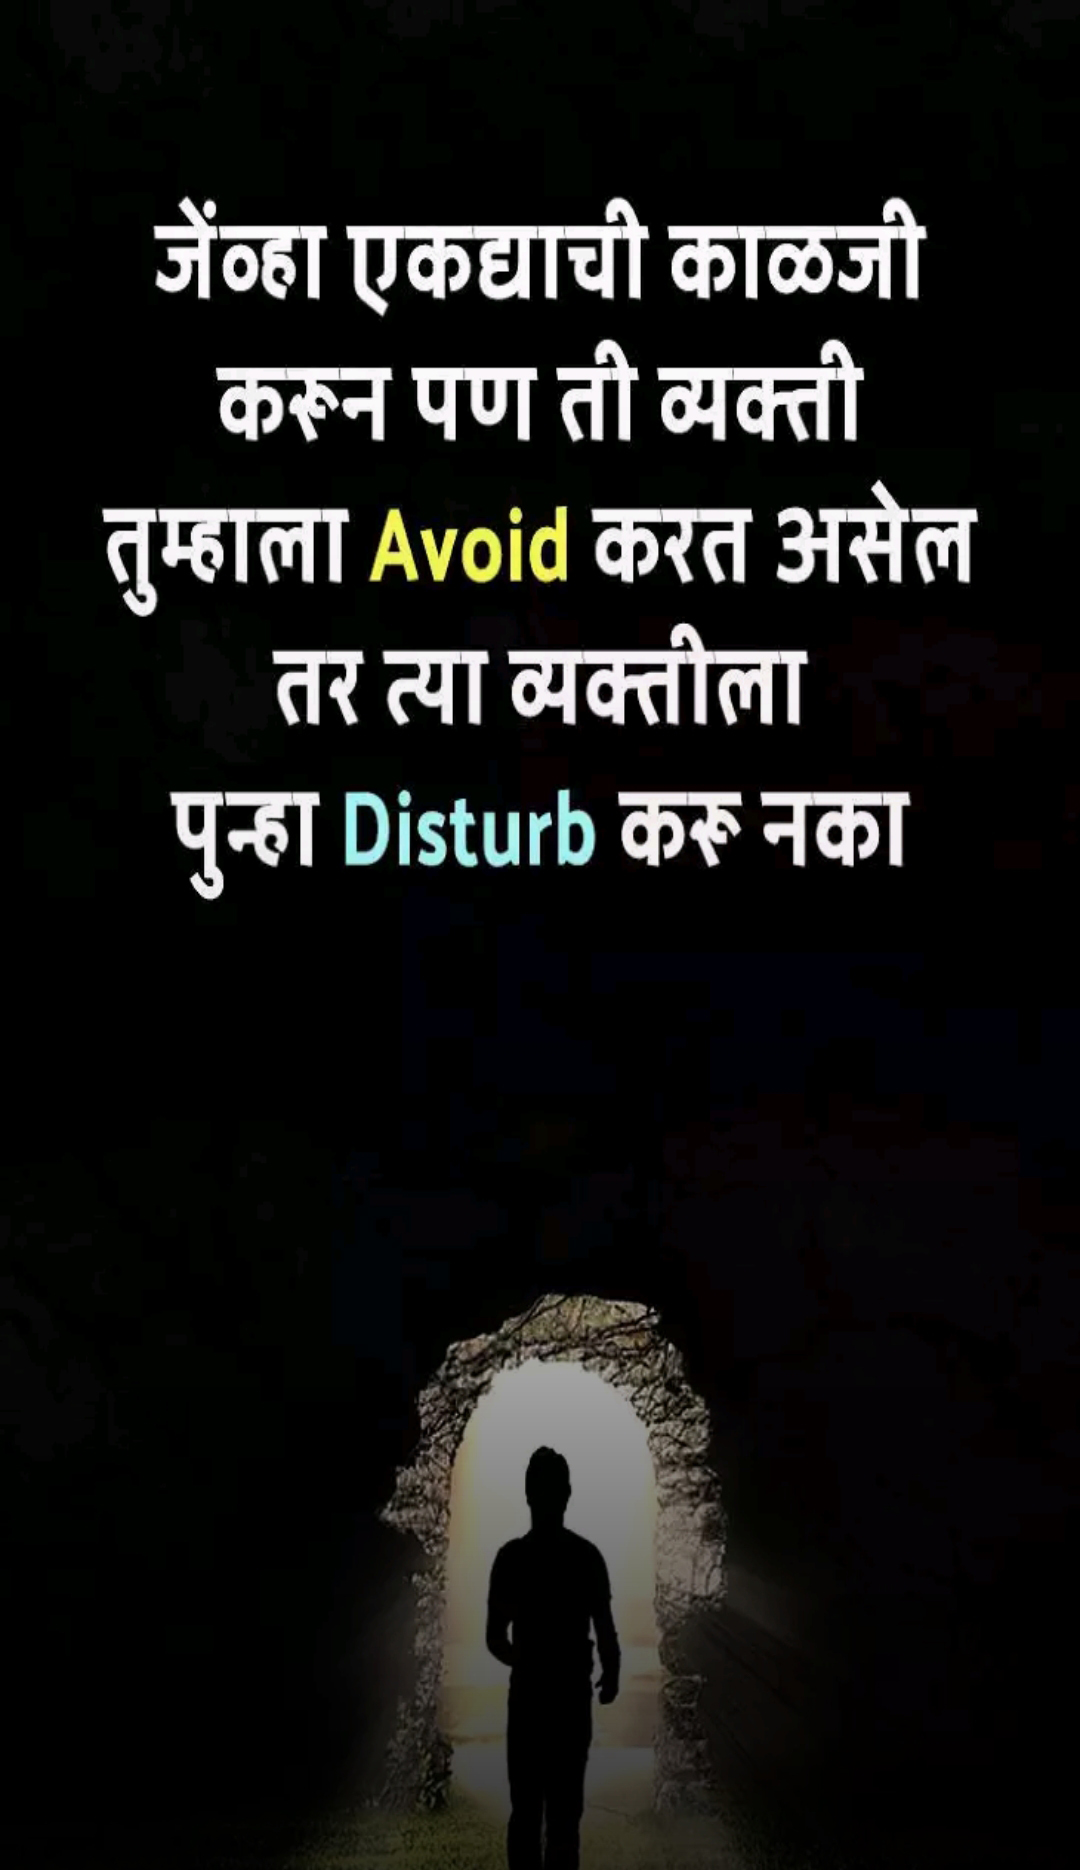 जेंव्हा एकद्याची काळजी
करून पण ती व्यक्ती
तुम्हाला Avoid करत असेल
तर त्या व्यक्तीला
पुन्हा Disturb करू नका